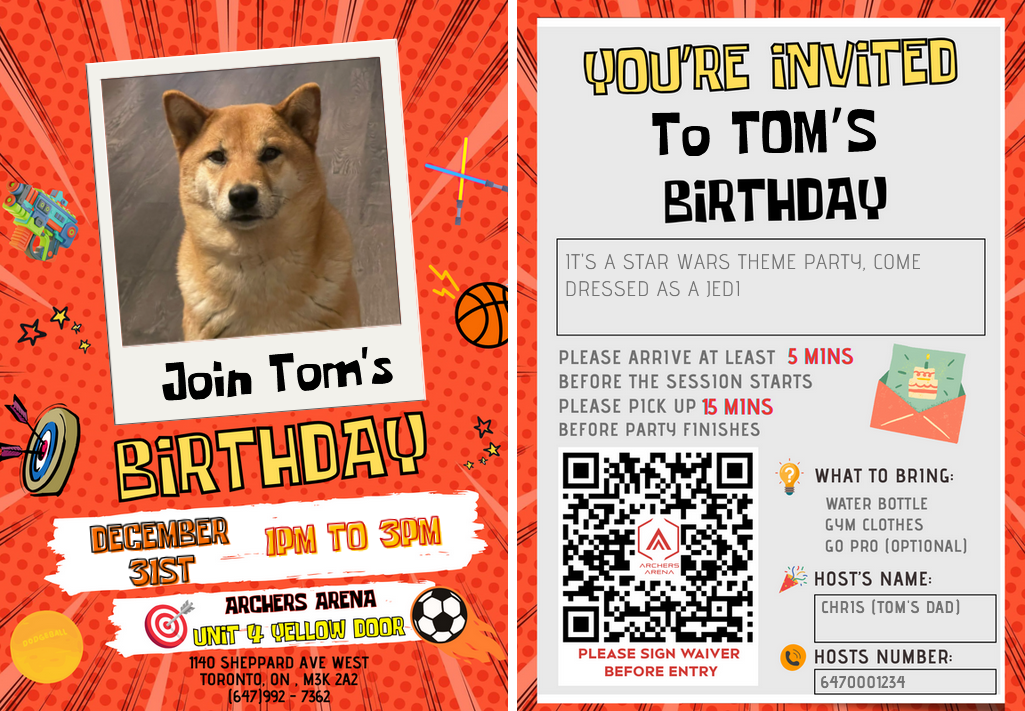 Join Tom's
BiRTHDAY
DECEMBER
31ST
1PM TO 3PM
ARCHERS ARENA
UNiT 4 YELLOW DOOR
DODGEBALL
1140 SHEPPARD AVE WEST
TORONTO, ON , M3K 2A2
(647)992 - 7362
YOU'RE iNViTED
To TOM'S
BiRTHDAY
IT'S A STAR WARS THEME PARTY, COME
DRESSED AS A JEDI
PLEASE ARRIVE AT LEAST 5 MINS
BEFORE THE SESSION STARTS
PLEASE PICK UP 15 MINS
BEFORE PARTY FINISHES
ARCHERS
ARENA
PLEASE SIGN WAIVER
BEFORE ENTRY
WHAT TO BRING:
WATER BOTTLE
GYM CLOTHES
GO PRO (OPTIONAL)
HOST'S NAME:
CHRIS (TOM'S DAD)
HOSTS NUMBER:
6470001234